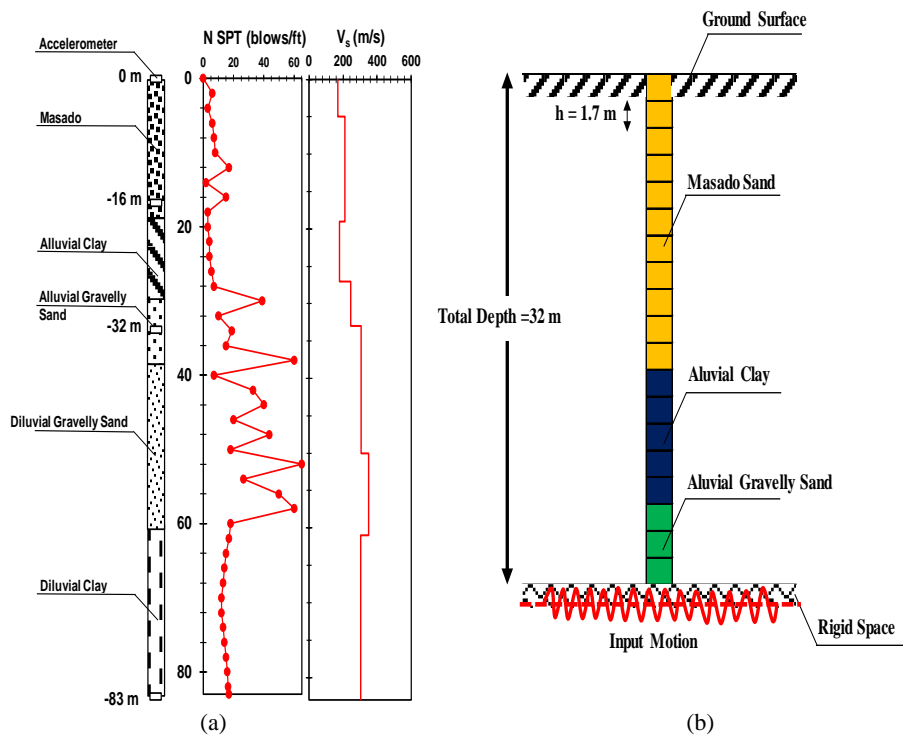 N SPT (blows/ft)
Vs (m/s)
0
20
40
60
0
200
400
600
Accelerometer
0 m
Masado
-16 m
Alluvial Clay
Alluvial Gravelly
Sand
-32 m
Diluvial Gravelly Sand
Diluvial Clay
-83 m
0
20
40
60
80
(a)
Ground Surface
h = 1.7 m
Masado Sand
Total Depth =32 m
Aluvial Clay
Aluvial Gravelly Sand
Rigid Space
Input Motion
(b)